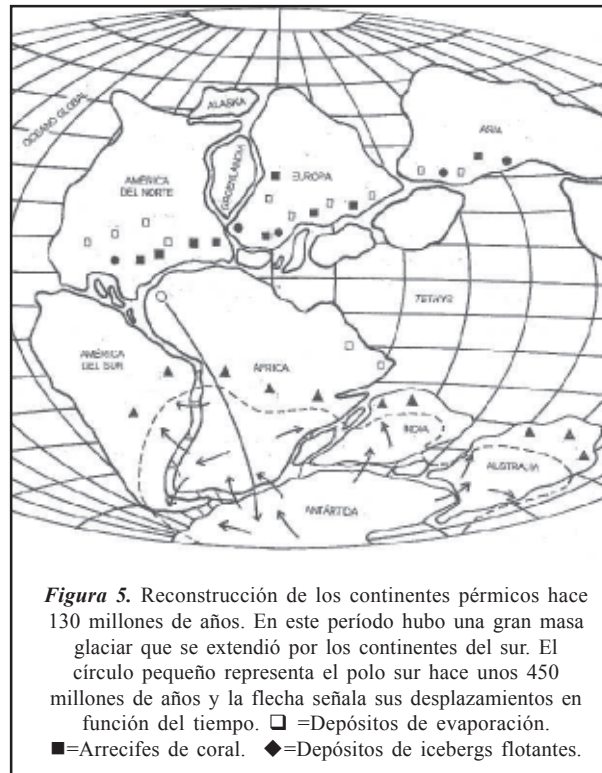 ALASKA
ASIA
OCEANO GLOBAL
AMÉRICA
DEL NORTE
GROENLANDIA
EUROPA
TETHYS
AMÉRICA
DEL SUR
ÁFRICA
INDIA
AUSTRALIA
ANTÁRTIDA
Figura 5. Reconstrucción de los continentes pérmicos hace
130 millones de años. En este período hubo una gran masa
glaciar que se extendió por los continentes del sur. El
círculo pequeño representa el polo sur hace unos 450
millones de años y la flecha señala sus desplazamientos en
función del tiempo. ❑ =Depósitos de evaporación.
■=Arrecifes de coral. ◆=Depósitos de icebergs flotantes.